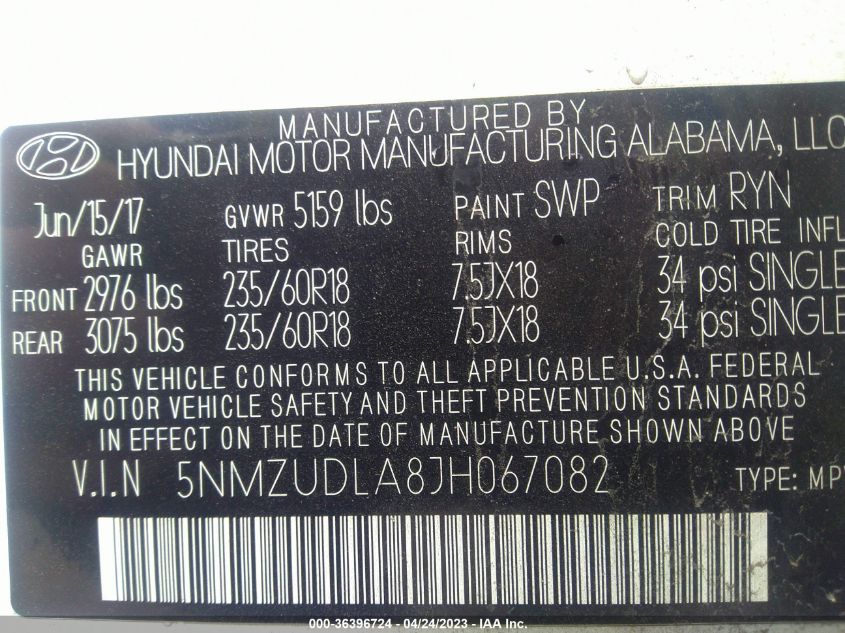 MANUFACTURED BY
HYUNDAI MOTOR MANUFACTURING ALABAMA, LLC
Jun/15/17 GVWR 5159 lbs PAINT SWP TRIM RYN
GAWR TIRES RIMS COLD TIRE INFL
FRONT 2976 lbs 235/60R18 7.5JX18 34 psi SINGLE
REAR 3075 lbs 235/60R18 7.5JX18 34 psi SINGLE
THIS VEHICLE CONFORMS TO ALL APPLICABLE U.S.A. FEDERAL
MOTOR VEHICLE SAFETY AND THEFT PREVENTION STANDARDS
IN EFFECT ON THE DATE OF MANUFACTURE SHOWN ABOVE
V.I.N 5NMZUDLA8JH067082 TYPE: MPV
000-36396724 - 04/24/2023 - IAA Inc.